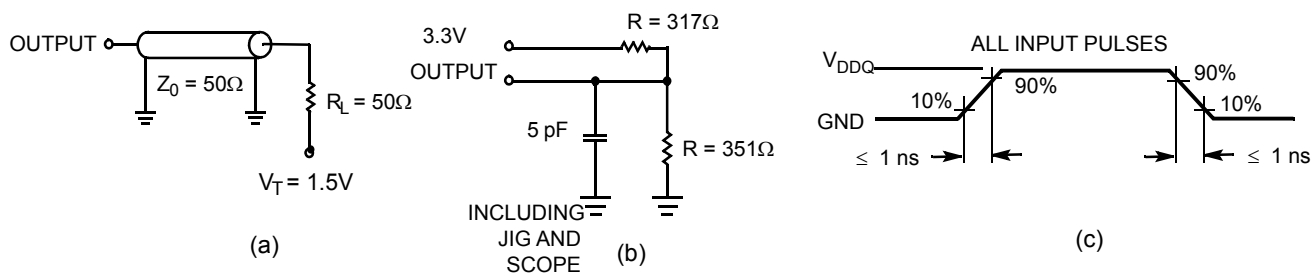 OUTPUT
Z0 = 50Ω
RL = 50Ω
VT = 1.5V
(a)
R = 317Ω
3.3V
OUTPUT
5 pF
R = 351Ω
INCLUDING
JIG AND
SCOPE
(b)
ALL INPUT PULSES
VDDQ
10%
90%
90%
10%
GND
≤ 1 ns
≤ 1 ns
(c)